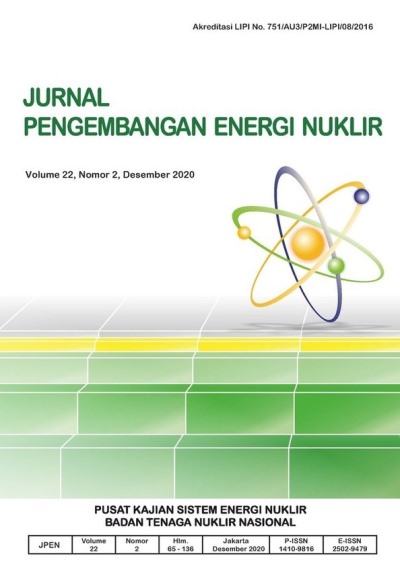 Akreditasi LIPI No. 751/AU3/P2MI-LIPI/08/2016
JURNAL
PENGEMBANGAN ENERGI NUKLIR
Volume 22, Nomor 2, Desember 2020
PUSAT KAJIAN SISTEM ENERGI NUKLIR
BADAN TENAGA NUKLIR NASIONAL
JPEN Volume Nomor Hlm. Jakarta P-ISSN E-ISSN
22 2 65 - 136 Desember 2020 1410-9816 2502-9479